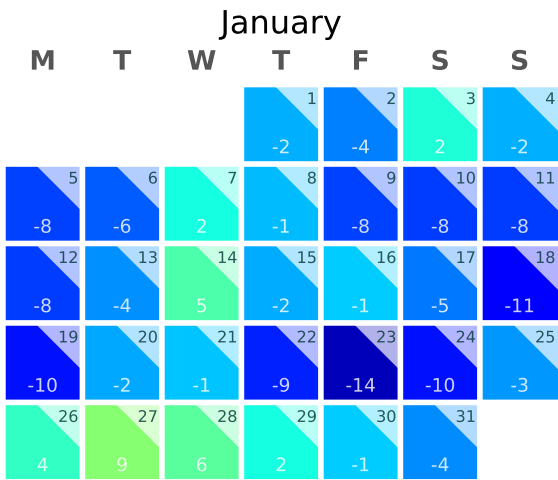 January
M T W T F S S
1 2 3 4
-2 -4 2 -2
5 6 7 8 9 10 11
-8 -6 2 -1 -8 -8 -8
12 13 14 15 16 17 18
-8 -4 5 -2 -1 -5 -11
19 20 21 22 23 24 25
-10 -2 -1 -9 -14 -10 -3
26 27 28 29 30 31
4 9 6 2 -1 -4